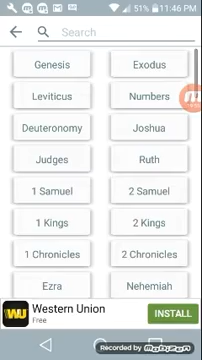 51% 11:46 PM
Search
Genesis Exodus
Leviticus Numbers
Deuteronomy Joshua
Judges Ruth
1 Samuel 2 Samuel
1 Kings 2 Kings
1 Chronicles 2 Chronicles
Ezra Nehemiah
WU Western Union
Free
INSTALL
Recorded by Mobizen